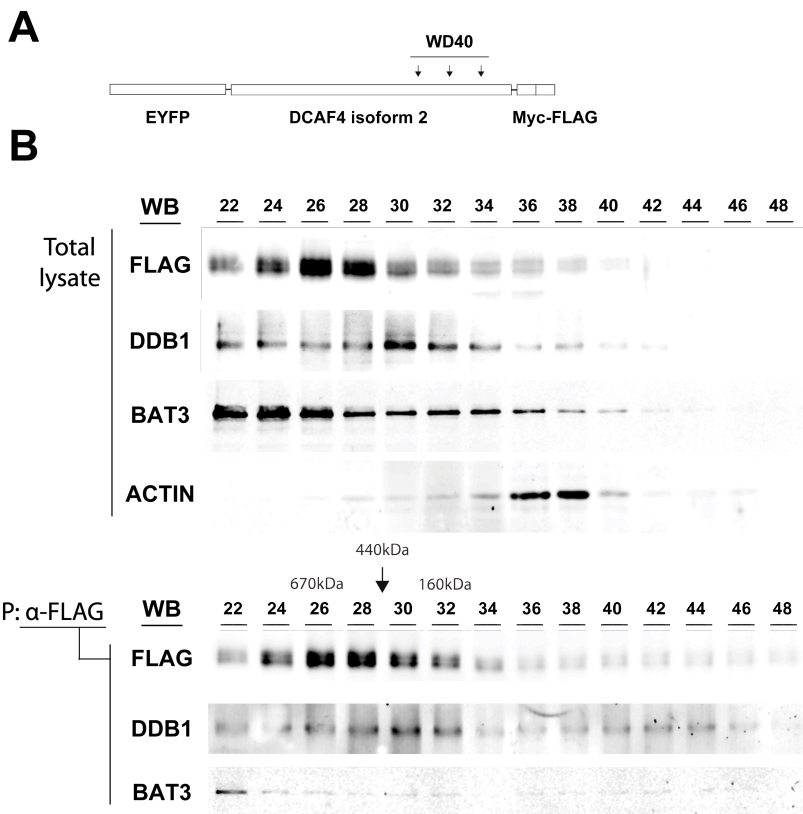 A
WD40
EYFP DCAF4 isoform 2 Myc-FLAG
B
WB 22 24 26 28 30 32 34 36 38 40 42 44 46 48
Total
lysate
FLAG
DDB1
BAT3
ACTIN
440kDa
670kDa 160kDa
P: α-FLAG WB 22 24 26 28 30 32 34 36 38 40 42 44 46 48
FLAG
DDB1
BAT3